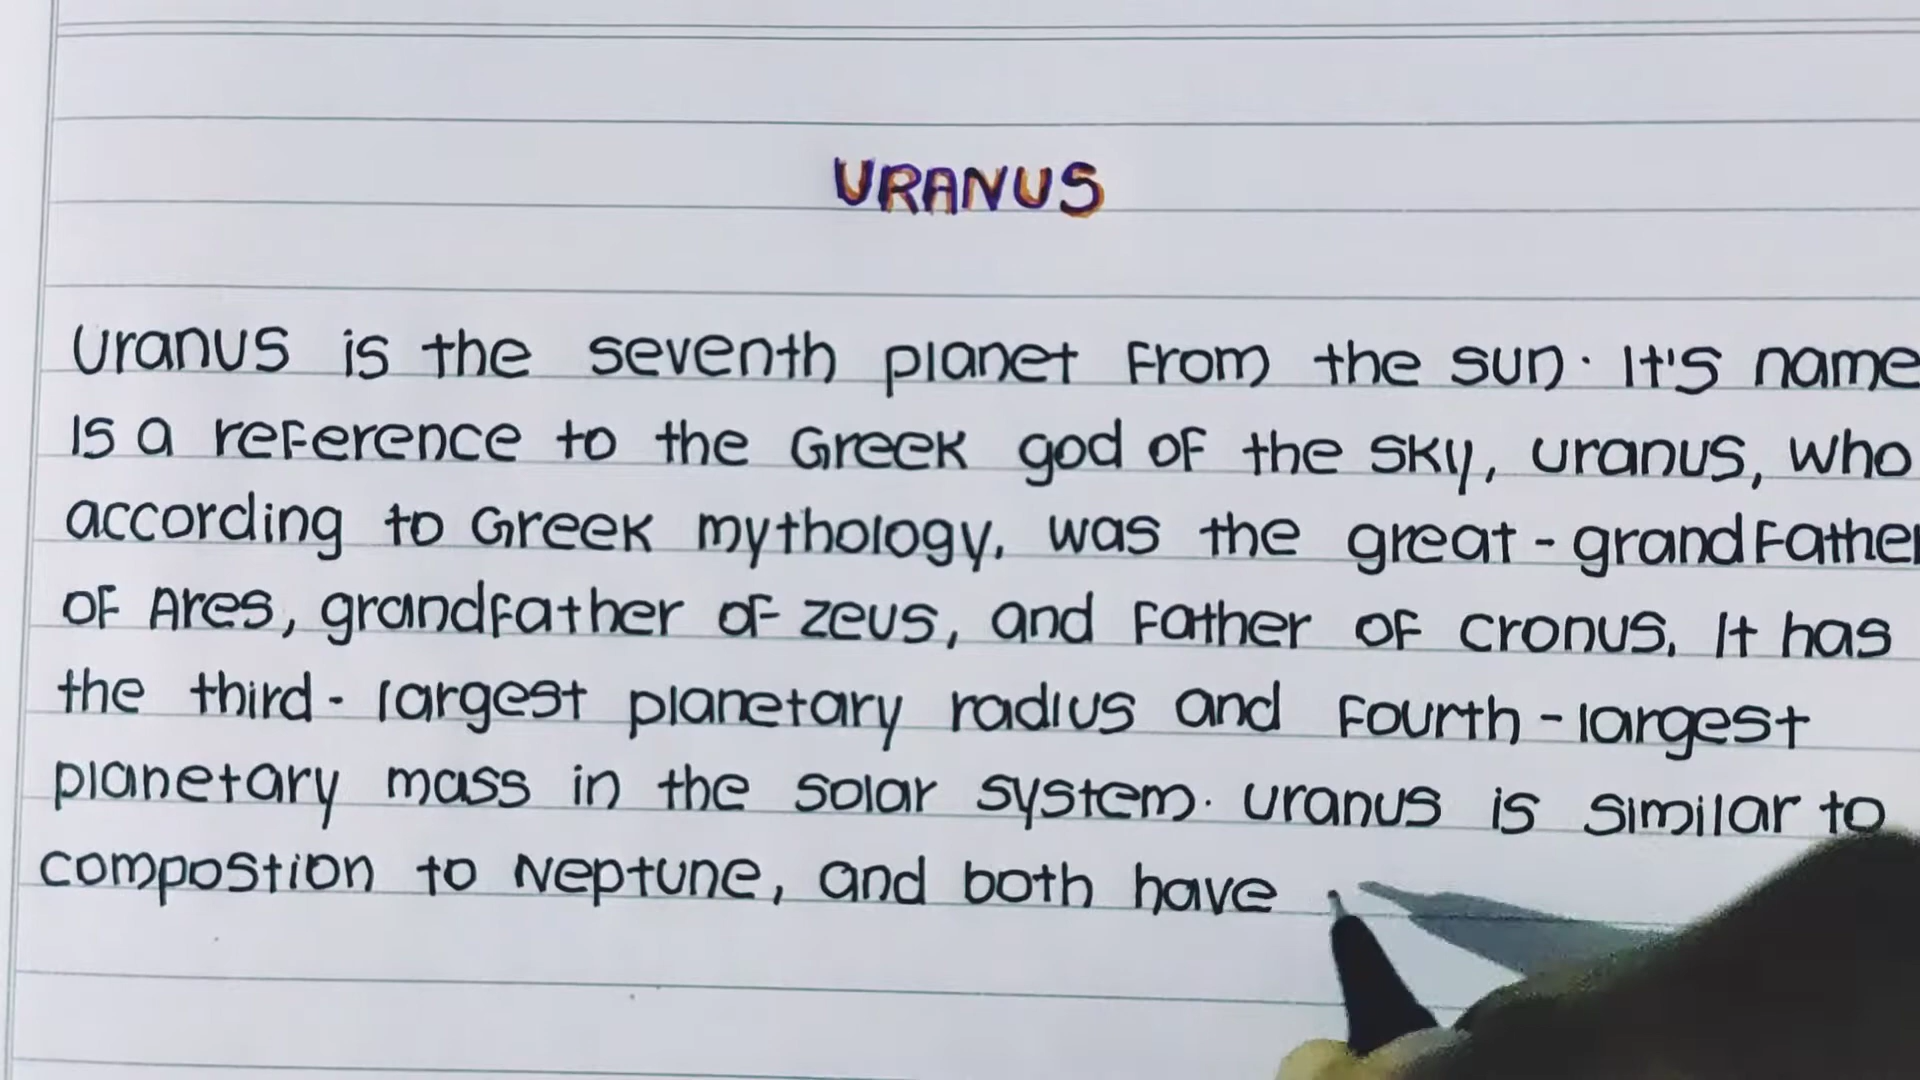 URANUS
Uranus is the seventh planet from the sun. It's name
is a reference to the Greek god of the sky, Uranus, who
according to Greek mythology, was the great-grandfather
of Ares, grandfather of Zeus, and father of Cronus. It has
the third-largest planetary radius and fourth-largest
planetary mass in the solar system. Uranus is similar to
compostion to Neptune, and both have